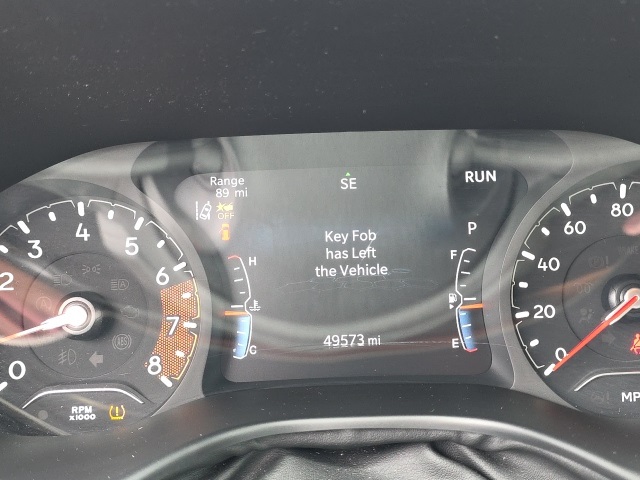 Range
89 mi
SE
RUN
OFF
P
Key Fob
has Left
the Vehicle
H
C
F
E
49573 mi
0
2
3
4
5
6
7
8
RPM
x1000
ABS
0
20
40
60
80
MP